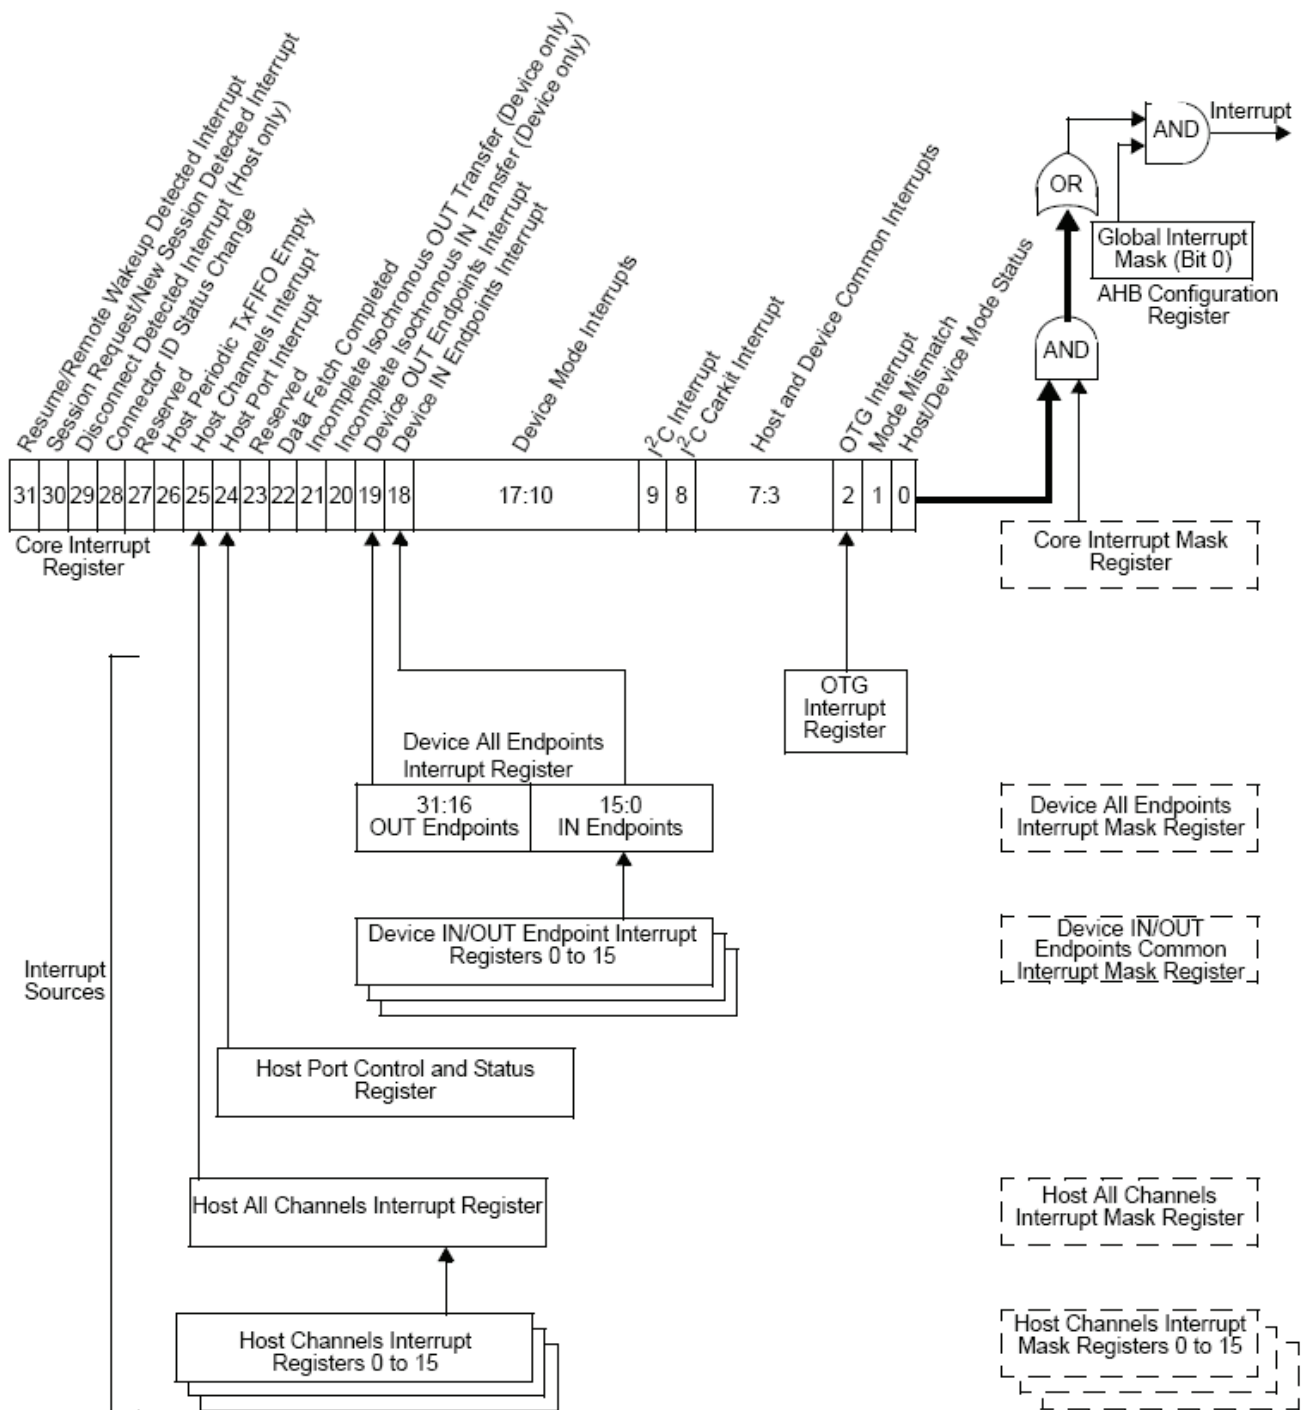 Resume/Remote Wakeup Detected Interrupt
Session Request/New Session Detected Interrupt
Disconnect Detected Interrupt (Host only)
Connector ID Status Change
Reserved
Host Periodic TxFIFO Empty
Host Channels Interrupt
Host Port Interrupt
Reserved
Data Fetch Completed
Incomplete Isochronous OUT Transfer (Device only)
Incomplete Isochronous IN Transfer (Device only)
Device OUT Endpoints Interrupt
Device IN Endpoints Interrupt
Device Mode Interrupts
I²C Interrupt
I²C Carkit Interrupt
Host and Device Common Interrupts
OTG Interrupt
Mode Mismatch
Host/Device Mode Status
AND
Interrupt
OR
Global Interrupt
Mask (Bit 0)
AHB Configuration
Register
AND
31 30 29 28 27 26 25 24 23 22 21 20 19 18 17:10 9 8 7:3 2 1 0
Core Interrupt
Register
Core Interrupt Mask
Register
OTG
Interrupt
Register
Device All Endpoints
Interrupt Register
31:16
OUT Endpoints
15:0
IN Endpoints
Device All Endpoints
Interrupt Mask Register
Device IN/OUT Endpoint Interrupt
Registers 0 to 15
Device IN/OUT
Endpoints Common
Interrupt Mask Register
Interrupt
Sources
Host Port Control and Status
Register
Host All Channels Interrupt Register
Host All Channels
Interrupt Mask Register
Host Channels Interrupt
Registers 0 to 15
Host Channels Interrupt
Mask Registers 0 to 15